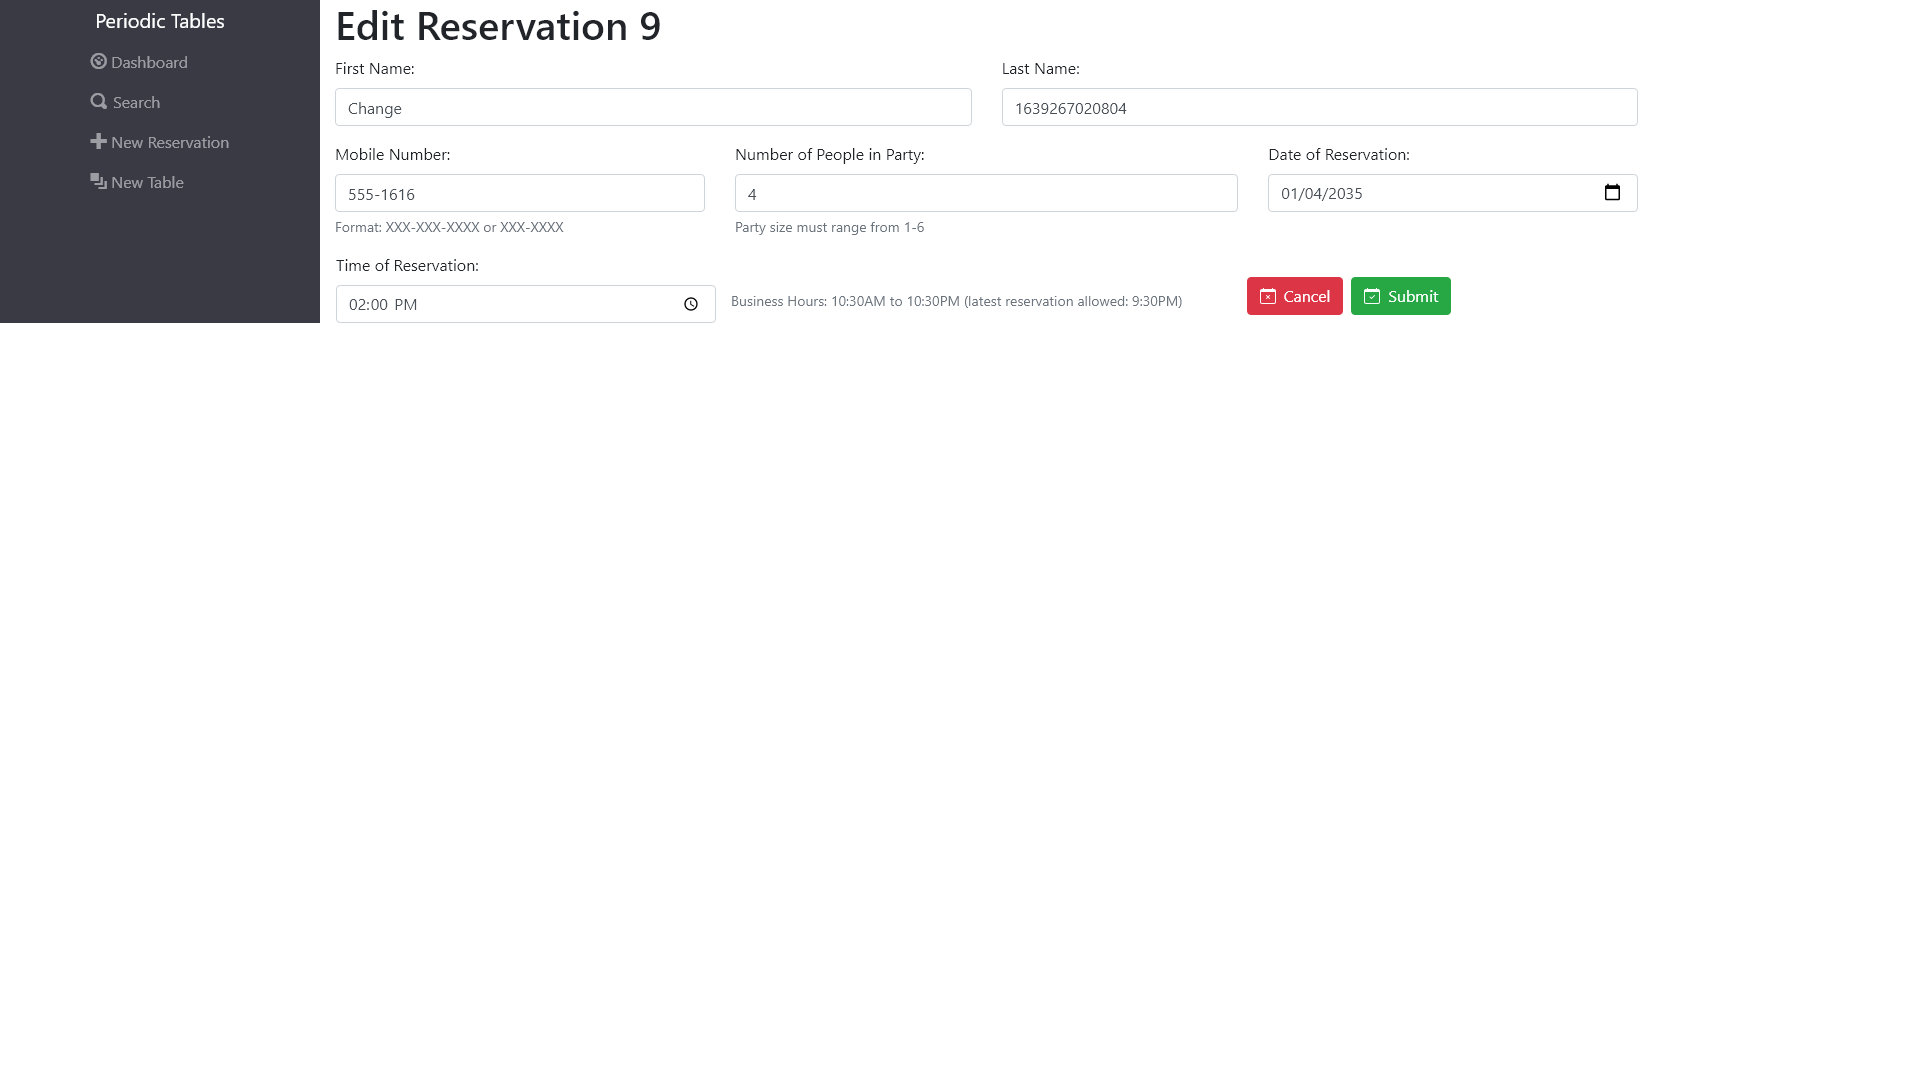 Periodic Tables
Dashboard
Search
New Reservation
New Table
Edit Reservation 9
First Name:
Last Name:
Change
1639267020804
Mobile Number:
Number of People in Party:
Date of Reservation:
555-1616
4
01/04/2035
Format: XXX-XXX-XXXX or XXX-XXXX
Party size must range from 1-6
Time of Reservation:
02:00 PM
Business Hours: 10:30AM to 10:30PM (latest reservation allowed: 9:30PM)
Cancel
Submit